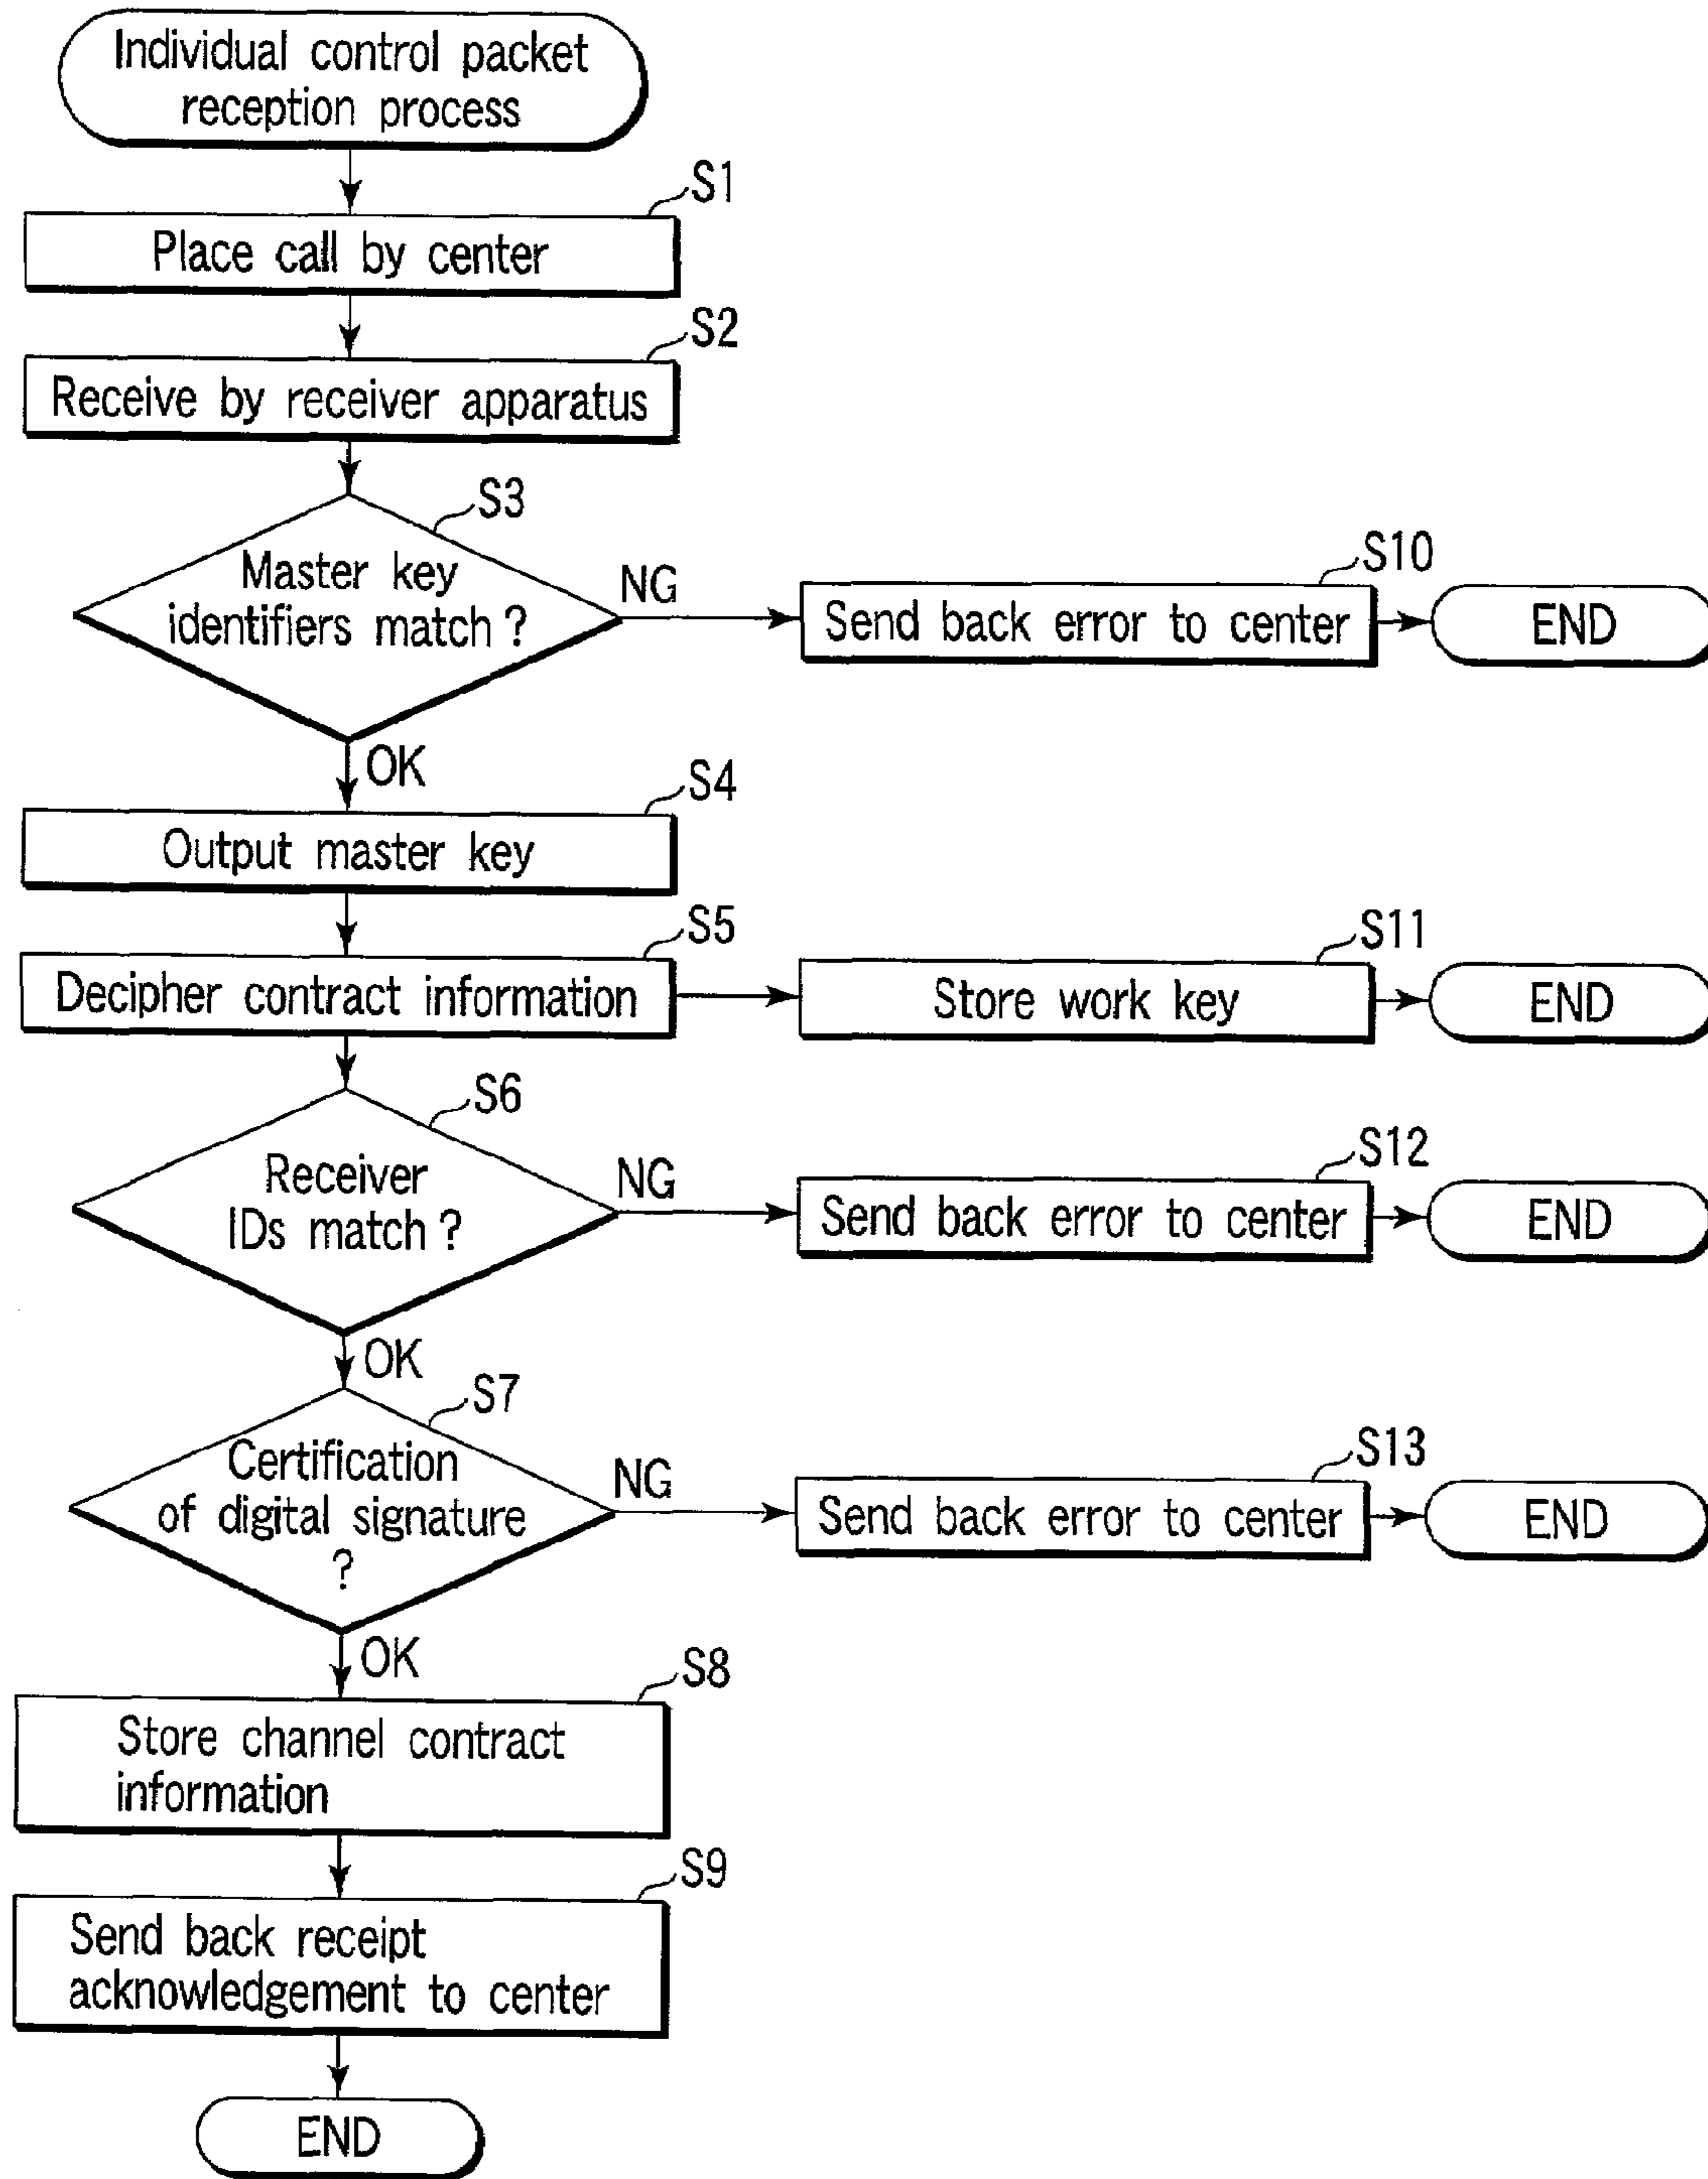 Individual control packet
reception process
S1
Place call by center
S2
Receive by receiver apparatus
S3
Master key
identifiers match ?
NG
S10
Send back error to center
END
OK
S4
Output master key
S5
Decipher contract information
S11
Store work key
END
S6
Receiver
IDs match ?
NG
S12
Send back error to center
END
OK
S7
Certification
of digital signature
?
NG
S13
Send back error to center
END
OK
S8
Store channel contract
information
S9
Send back receipt
acknowledgement to center
END